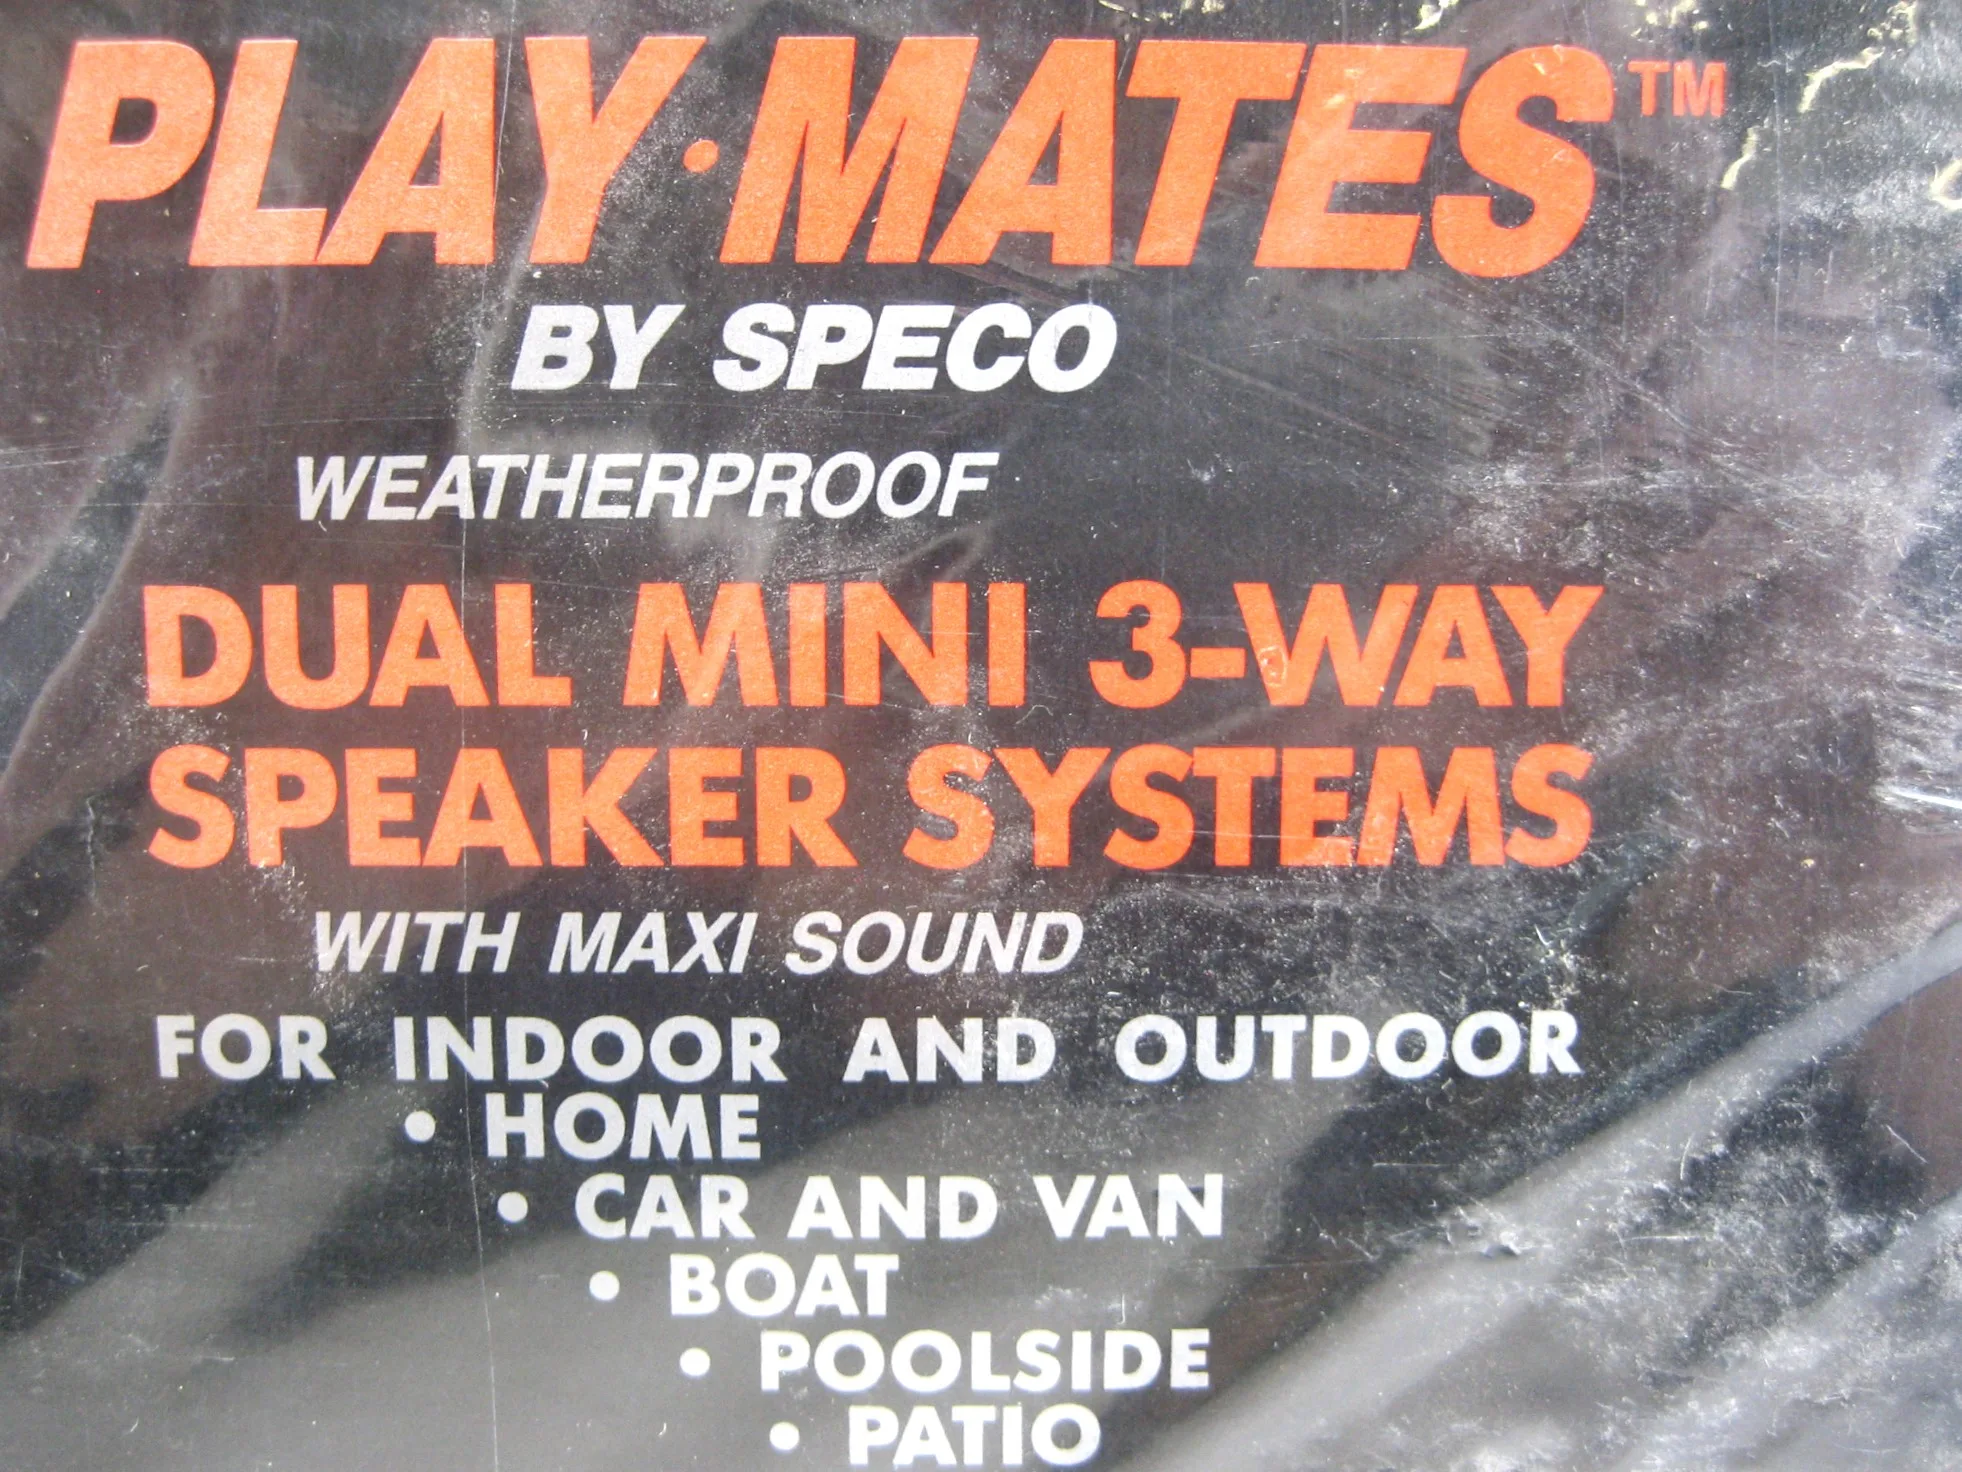 PLAY·MATES™
BY SPECO
WEATHERPROOF
DUAL MINI 3-WAY
SPEAKER SYSTEMS
WITH MAXI SOUND
FOR INDOOR AND OUTDOOR
• HOME
• CAR AND VAN
• BOAT
• POOLSIDE
• PATIO